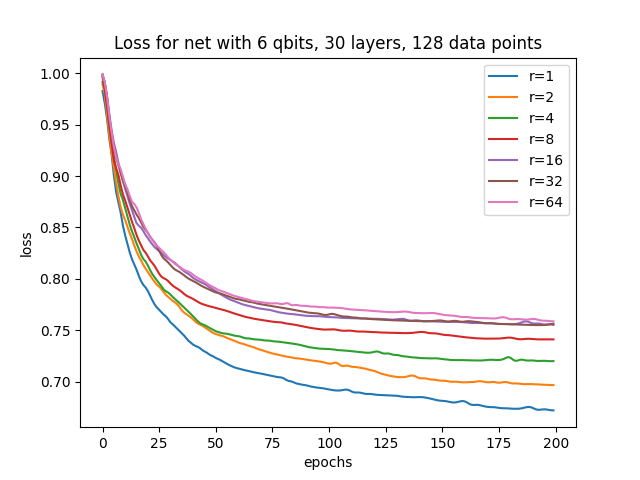 Loss for net with 6 qbits, 30 layers, 128 data points
1.00
0.95
0.90
0.85
0.80
0.75
0.70
loss
r=1
r=2
r=4
r=8
r=16
r=32
r=64
0 25 50 75 100 125 150 175 200
epochs